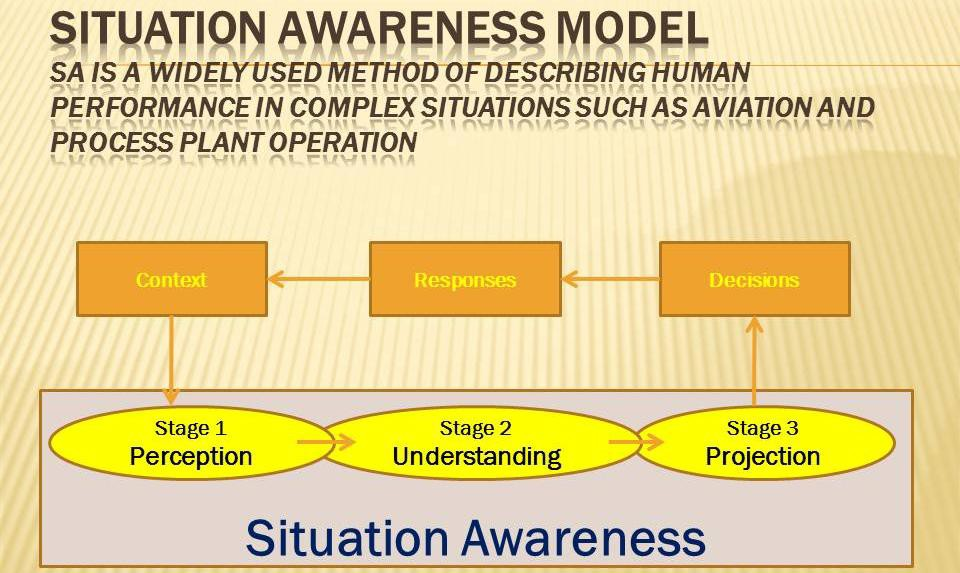 SITUATION AWARENESS MODEL
SA IS A WIDELY USED METHOD OF DESCRIBING HUMAN
PERFORMANCE IN COMPLEX SITUATIONS SUCH AS AVIATION AND
PROCESS PLANT OPERATION
Context
Responses
Decisions
Stage 1
Perception
Stage 2
Understanding
Stage 3
Projection
Situation Awareness